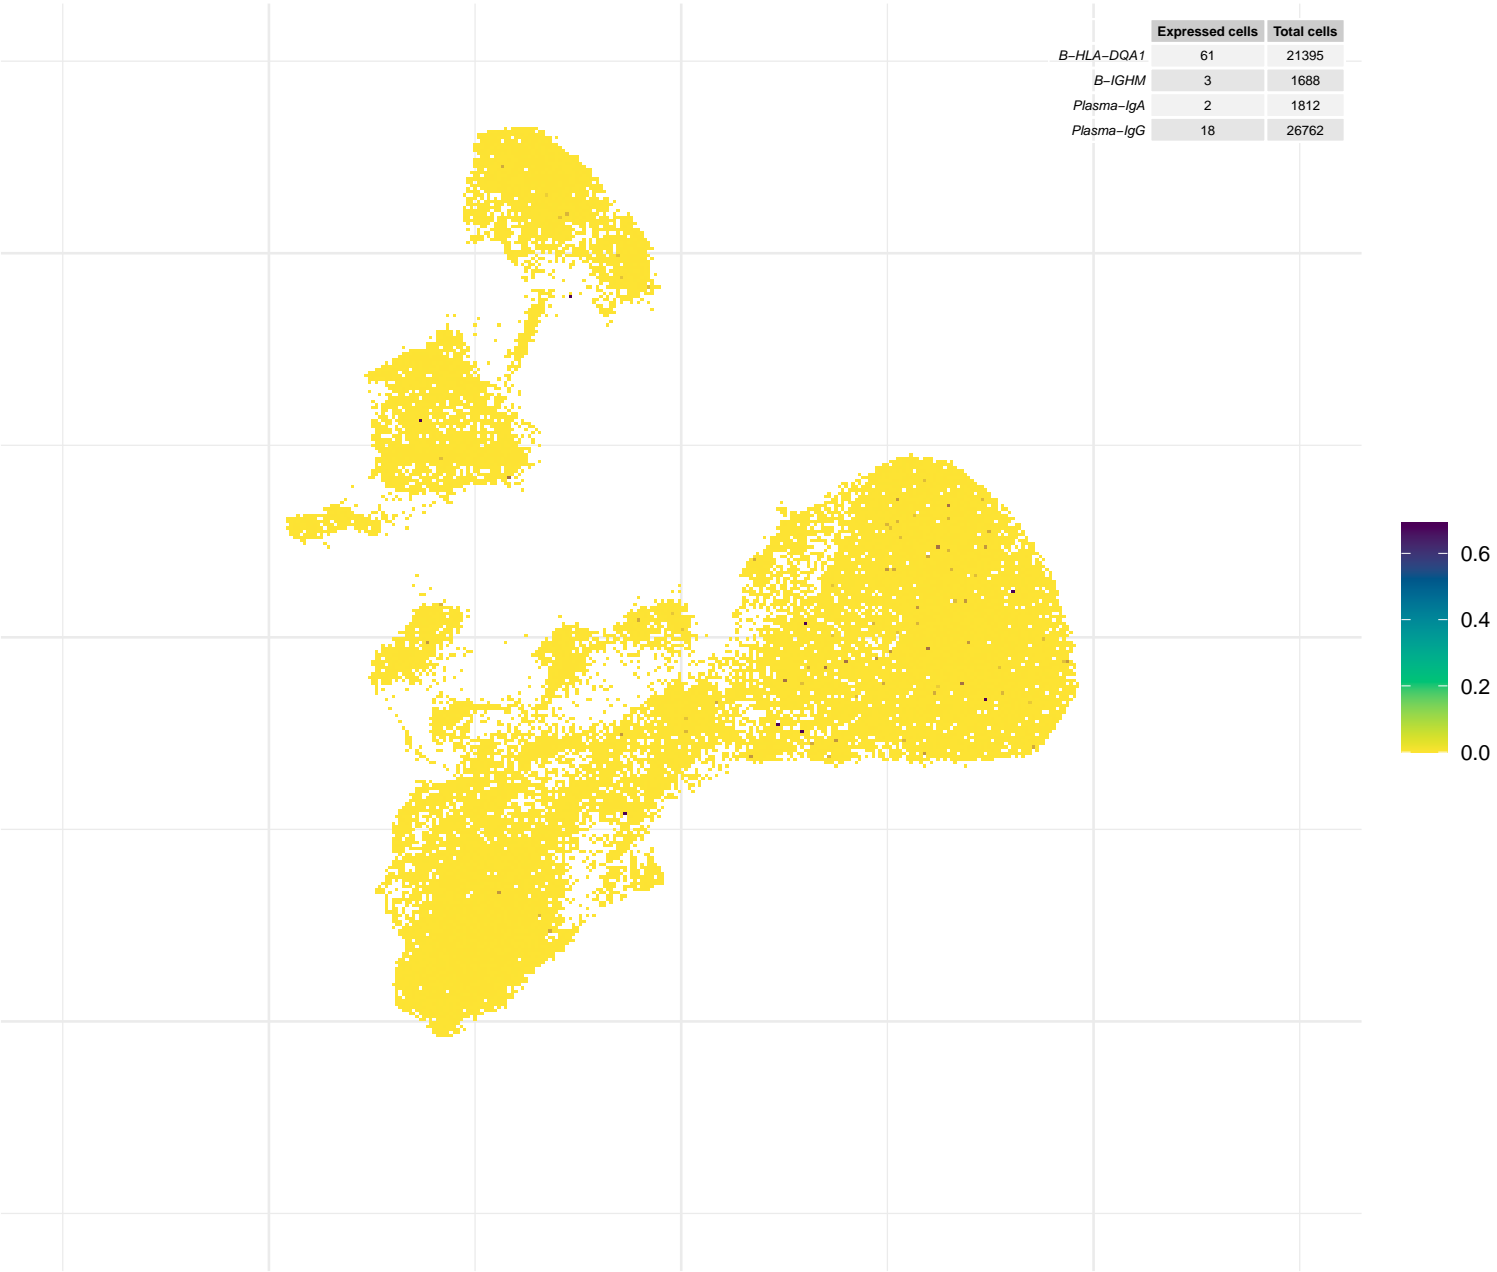 Expressed cells Total cells
B−HLA−DQA1 61 21395
B−IGHM 3 1688
Plasma−IgA 2 1812
Plasma−IgG 18 26762
0.6
0.4
0.2
0.0